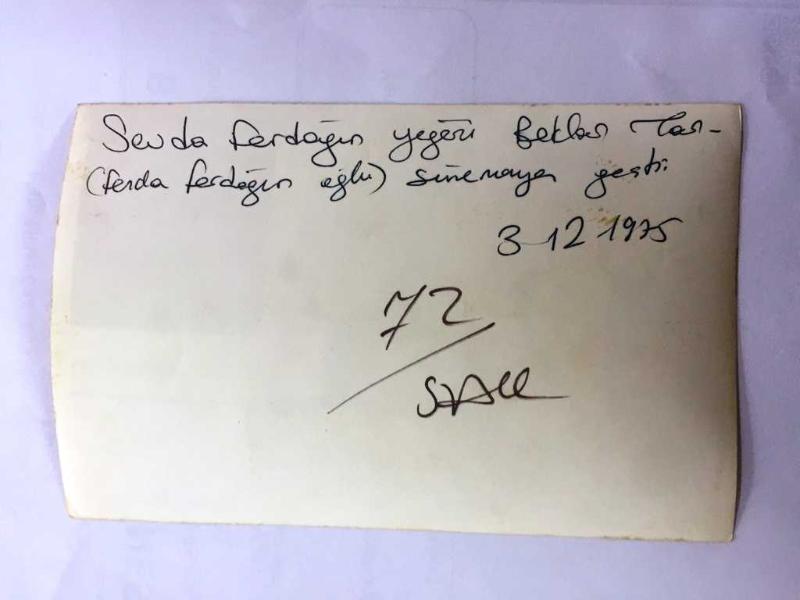 Sevda Ferdağın yeğeni
(Ferda Ferdağın oğlu) sinemaya geçti.
3-12-1975
72